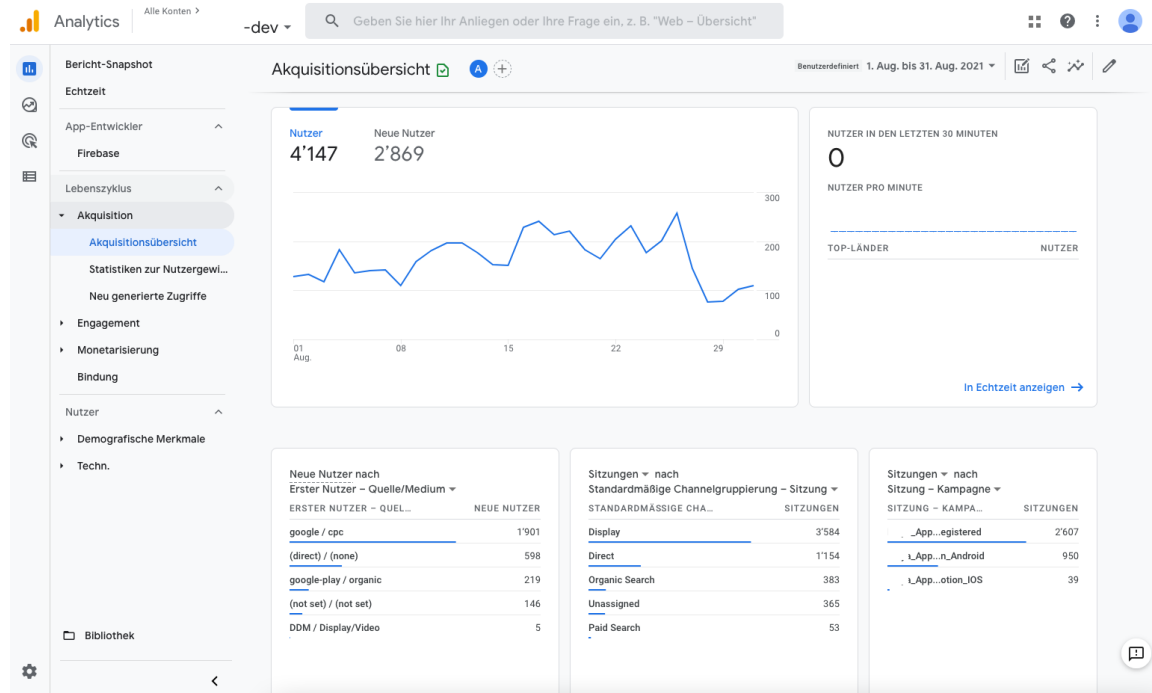 Analytics
Alle Konten >
-dev
Geben Sie hier Ihr Anliegen oder Ihre Frage ein, z. B. "Web – Übersicht"
Bericht-Snapshot
Echtzeit
App-Entwickler
Firebase
Lebenszyklus
Akquisition
Akquisitionsübersicht
Statistiken zur Nutzergewi...
Neu generierte Zugriffe
Engagement
Monetarisierung
Bindung
Nutzer
Demografische Merkmale
Techn.
Bibliothek
Akquisitionsübersicht
A
Benutzerdefiniert 1. Aug. bis 31. Aug. 2021
Nutzer
4'147
Neue Nutzer
2'869
300
200
100
0
01
Aug.
08
15
22
29
NUTZER IN DEN LETZTEN 30 MINUTEN
0
NUTZER PRO MINUTE
TOP-LÄNDER NUTZER
In Echtzeit anzeigen
Neue Nutzer nach
Erster Nutzer – Quelle/Medium
ERSTER NUTZER – QUEL... NEUE NUTZER
google / cpc 1'901
(direct) / (none) 598
google-play / organic 219
(not set) / (not set) 146
DDM / Display/Video 5
Sitzungen nach
Standardmäßige Channelgruppierung – Sitzung
STANDARDMÄSSIGE CHA... SITZUNGEN
Display 3'584
Direct 1'154
Organic Search 383
Unassigned 365
Paid Search 53
Sitzungen nach
Sitzung – Kampagne
SITZUNG – KAMPA... SITZUNGEN
_App...egistered 2'607
_App...n_Android 950
_App...otion_IOS 39